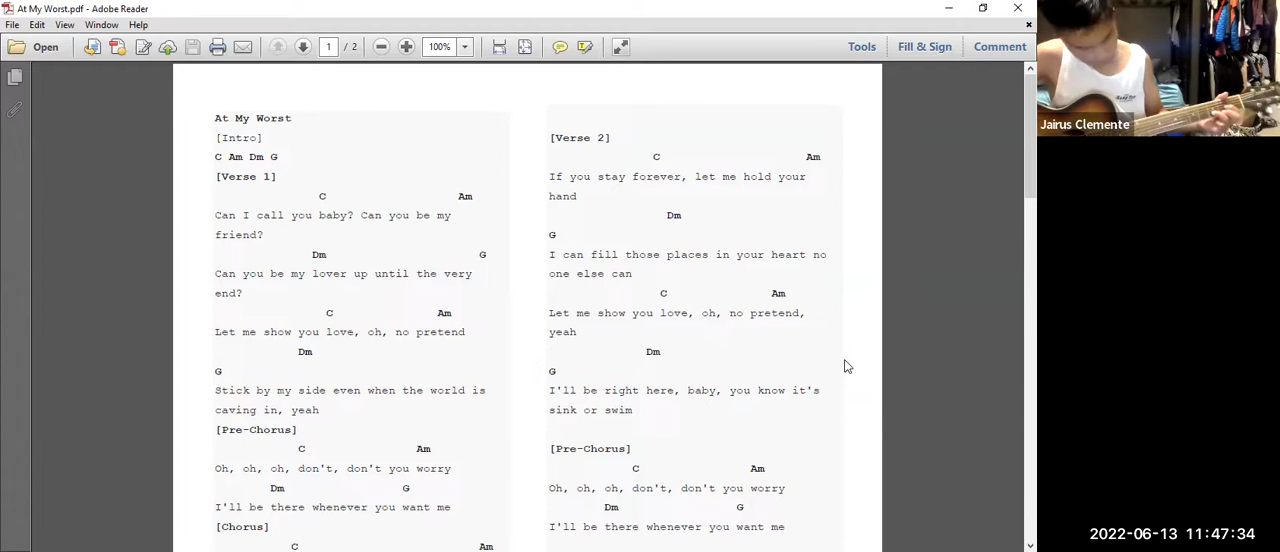 At My Worst.pdf - Adobe Reader
File Edit View Window Help
Open 1 / 2 100% Tools Fill & Sign Comment
At My Worst
[Intro]
C Am Dm G
[Verse 1]
C Am
Can I call you baby? Can you be my
friend?
Dm G
Can you be my lover up until the very
end?
C Am
Let me show you love, oh, no pretend
Dm
G
Stick by my side even when the world is
caving in, yeah
[Pre-Chorus]
C Am
Oh, oh, oh, don't, don't you worry
Dm G
I'll be there whenever you want me
[Chorus]
C Am
[Verse 2]
C Am
If you stay forever, let me hold your
hand
Dm
G
I can fill those places in your heart no
one else can
C Am
Let me show you love, oh, no pretend,
yeah
Dm
G
I'll be right here, baby, you know it's
sink or swim
[Pre-Chorus]
C Am
Oh, oh, oh, don't, don't you worry
Dm G
I'll be there whenever you want me
Jairus Clemente
2022-06-13 11:47:34